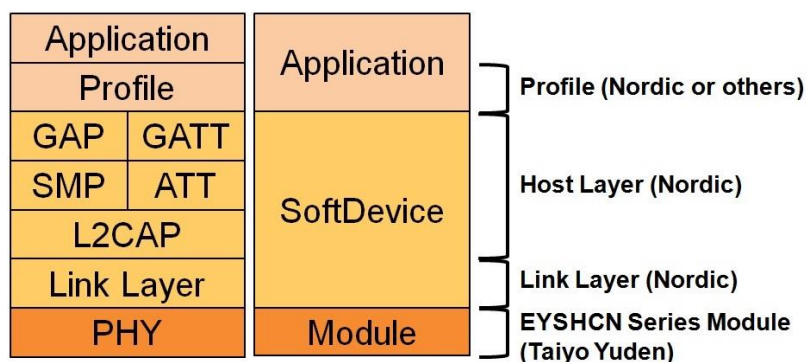 Application
Profile
GAP GATT
SMP ATT
L2CAP
Link Layer
PHY
Application
SoftDevice
Module
Profile (Nordic or others)
Host Layer (Nordic)
Link Layer (Nordic)
EYSHCN Series Module
(Taiyo Yuden)